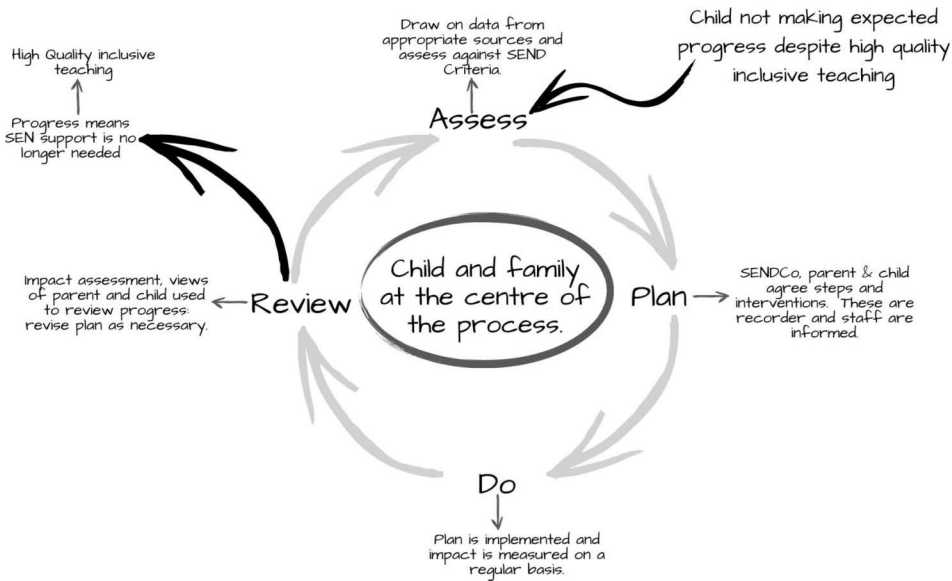 Child not making expected
progress despite high quality
inclusive teaching
Draw on data from
appropriate sources and
assess against SEND
Criteria.
Assess
High Quality inclusive
teaching
Progress means
SEN support is no
longer needed
Child and family
at the centre of
the process.
Plan
SENDCo, parent & child
agree steps and
interventions. These are
recorder and staff are
informed.
Do
Plan is implemented and
impact is measured on a
regular basis.
Review
Impact assessment, views
of parent and child used
to review progress:
revise plan as necessary.